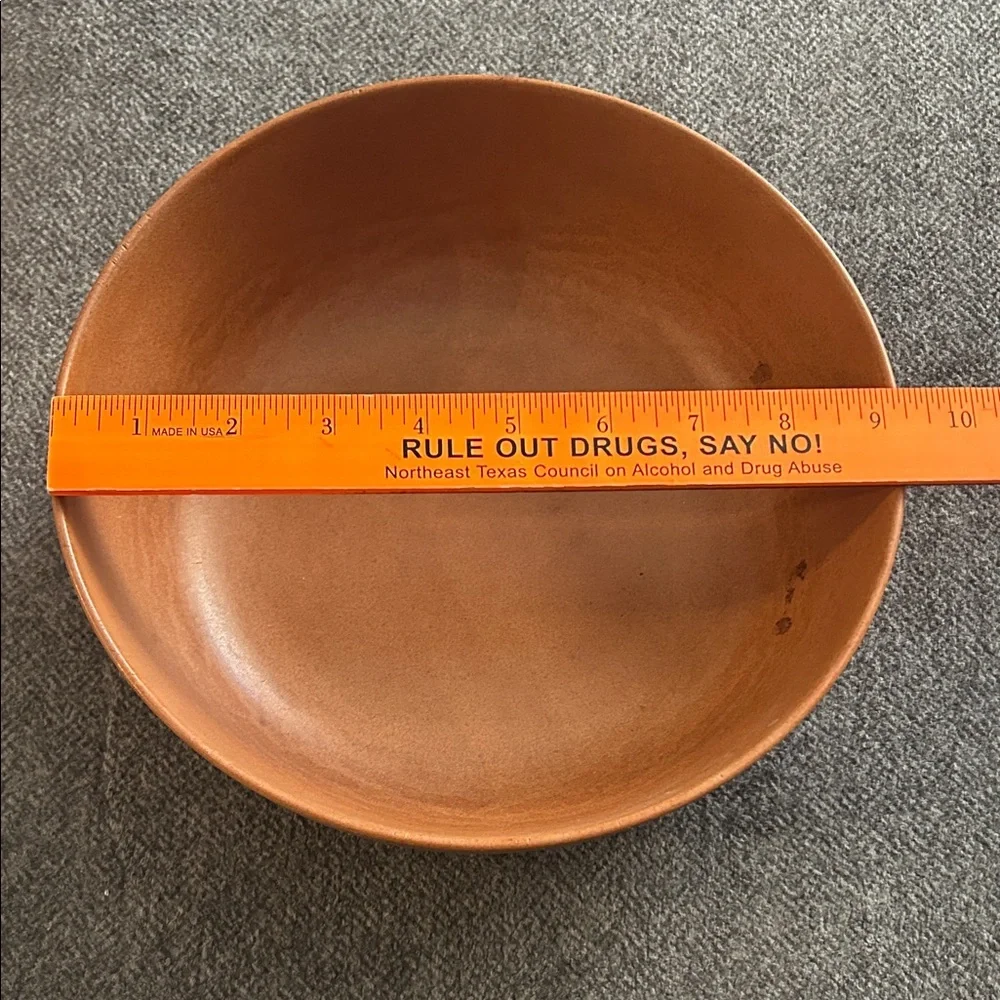 1 MADE IN USA 2 3 4 5 6 7 8 9 10
RULE OUT DRUGS, SAY NO!
Northeast Texas Council on Alcohol and Drug Abuse